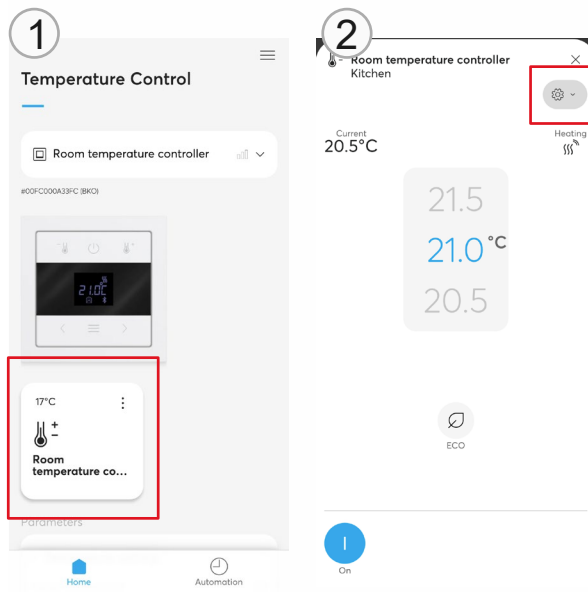 1
Temperature Control
Room temperature controller
#00FC000A33FC (BKO)
21.0°C
17°C
Room
temperature co...
Parameters
Home
Automation
2
Room temperature controller
Kitchen
Current
20.5°C
Heating
21.5
21.0 °C
20.5
ECO
I
On